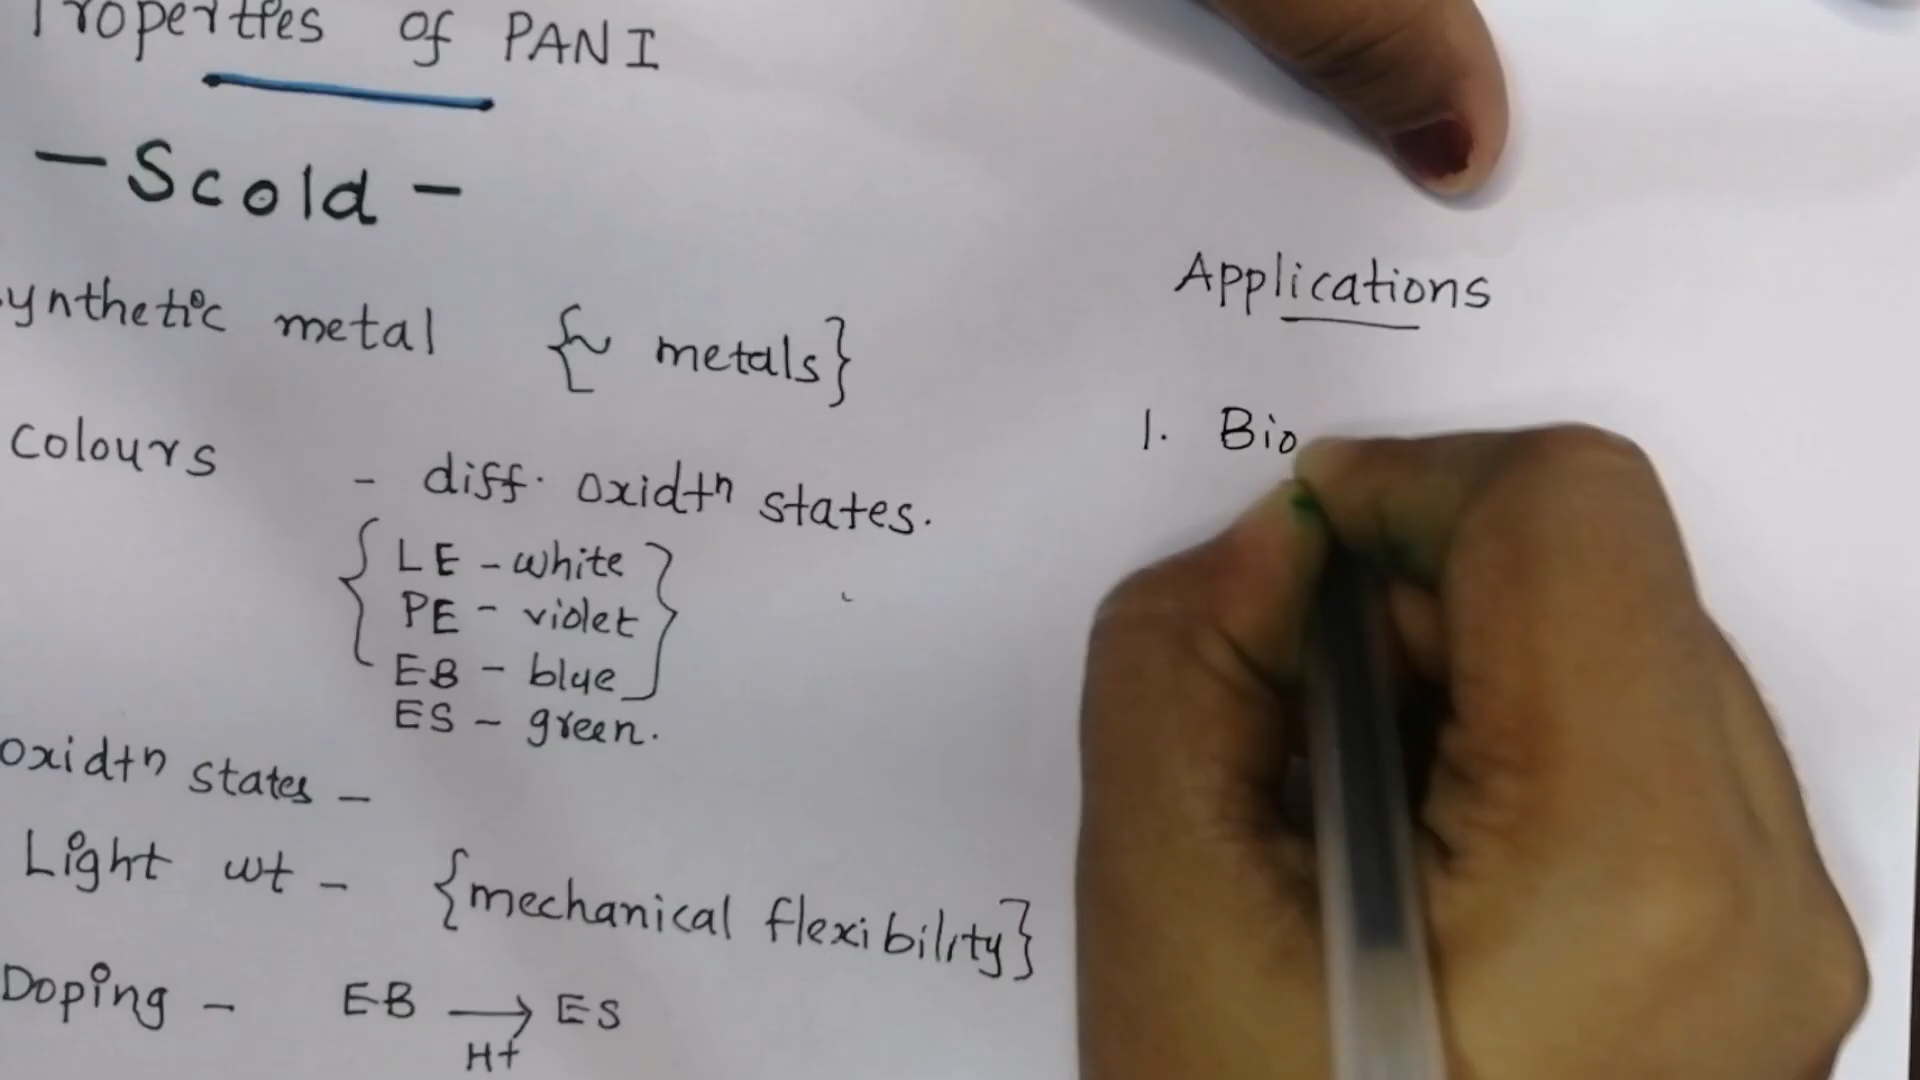 Properties of PANI
- Scold -
Synthetic metal {~ metals}
colours - diff. oxidtn states.
{ LE - white }
PE - violet
EB - blue
ES - green.
oxidtn states -
Light wt - {mechanical flexibility}
Doping - EB → ES
H+
Applications
1. Bio